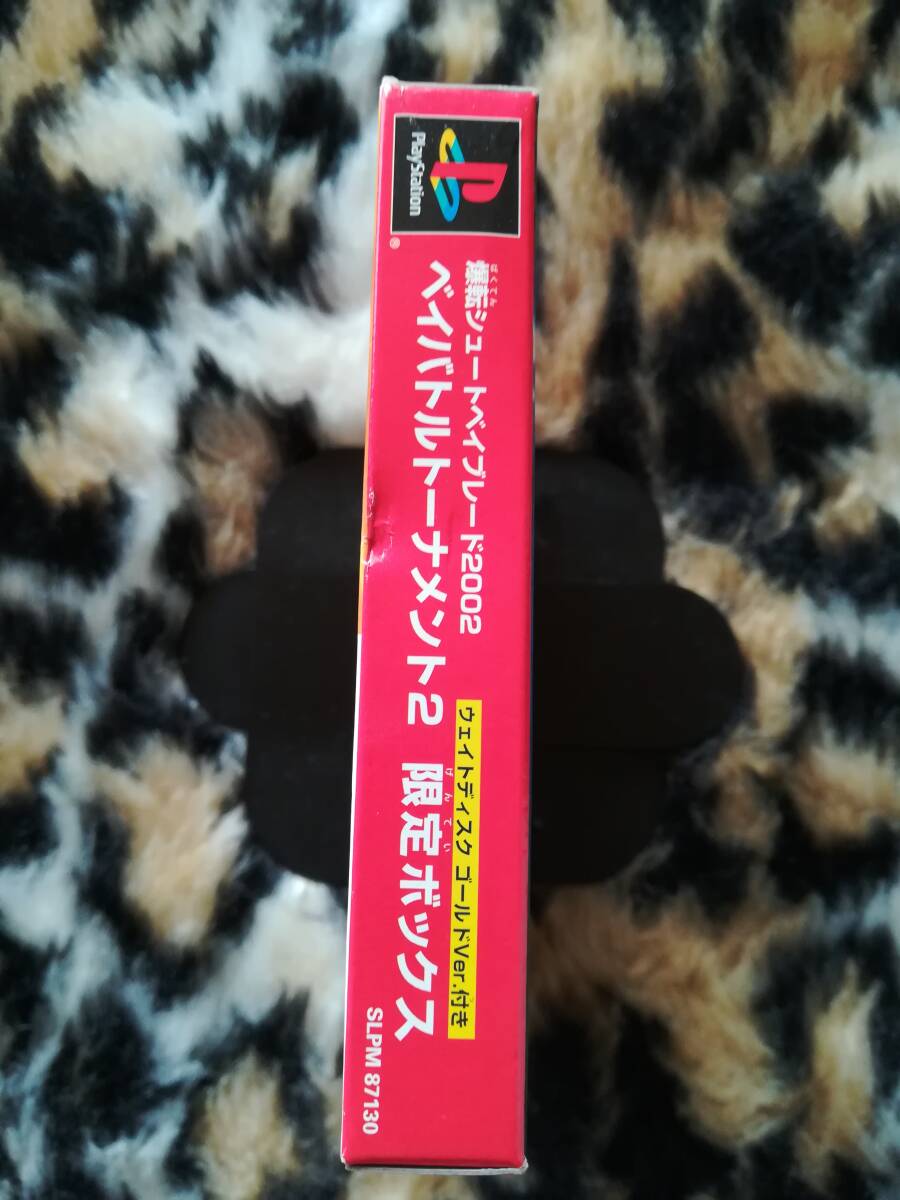 PlayStation
®
ばくてん
爆転シュートベイブレード2002
ベイバトルトーナメント2
げんてい
限定ボックス
ウェイトディスク ゴールドVer.付き
SLPM 87130